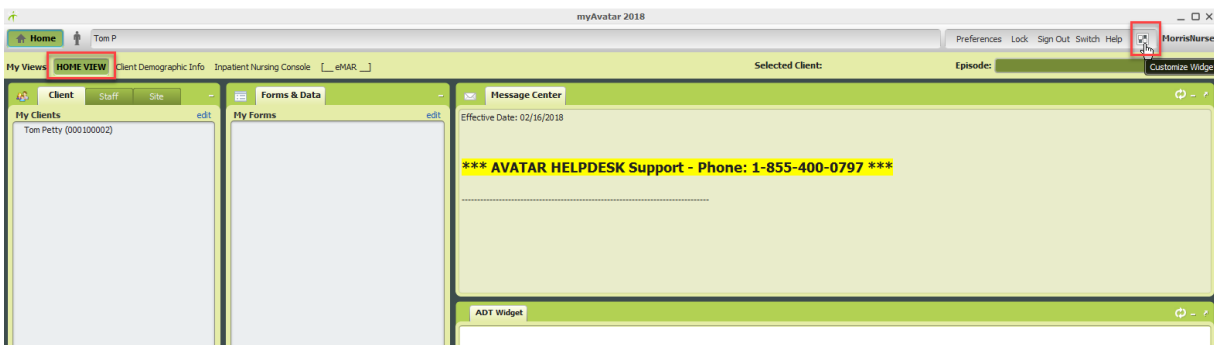 myAvatar 2018
Home Tom P Preferences Lock Sign Out Switch Help MorrisNurse
My Views HOME VIEW Client Demographic Info Inpatient Nursing Console [__ eMAR __] Selected Client: Episode: Customize Widge
Client Staff Site Forms & Data Message Center
My Clients edit My Forms edit Effective Date: 02/16/2018
Tom Petty (000100002)
*** AVATAR HELPDESK Support - Phone: 1-855-400-0797 ***
--------------------------------------------------------------------------------
ADT Widget